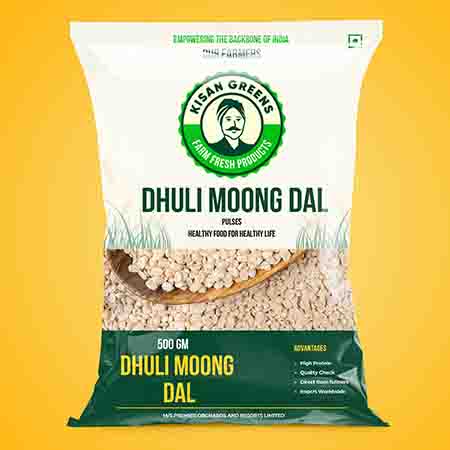 EMPOWERING THE BACKBONE OF INDIA
OUR FARMERS
KISAN GREENS
FARM FRESH PRODUCTS
DHULI MOONG DAL
PULSES
HEALTHY FOOD FOR HEALTHY LIFE
500 GM
DHULI MOONG
DAL
ADVANTAGES
• High Protein
• Quality Check
• Direct from farmers
• Export Worldwide
M/S PREMIER ORCHARDS AND RESORTS LIMITED